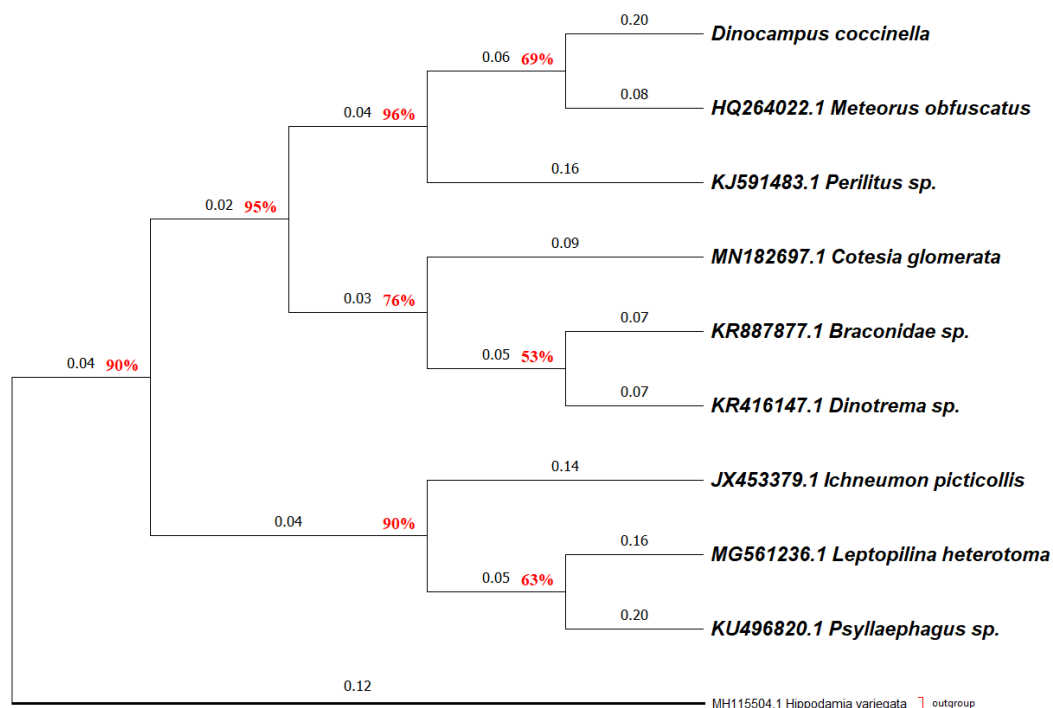 0.20
Dinocampus coccinella
0.06 69%
0.08
HQ264022.1 Meteorus obfuscatus
0.04 96%
0.16
KJ591483.1 Perilitus sp.
0.02 95%
0.09
MN182697.1 Cotesia glomerata
0.03 76%
0.07
KR887877.1 Braconidae sp.
0.05 53%
0.07
KR416147.1 Dinotrema sp.
0.04 90%
0.14
JX453379.1 Ichneumon picticollis
0.04 90%
0.16
MG561236.1 Leptopilina heterotoma
0.05 63%
0.20
KU496820.1 Psyllaephagus sp.
0.12
MH115504.1 Hippodamia variegata outgroup